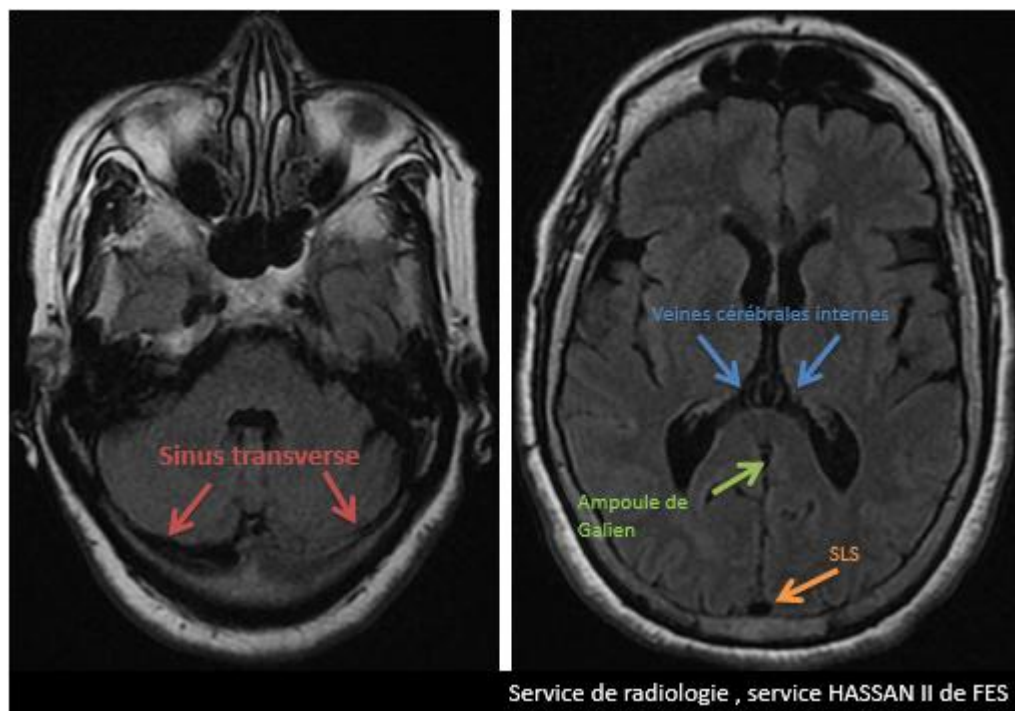 Sinus transverse
Veines cérébrales internes
Ampoule de
Galien
SLS
Service de radiologie , service HASSAN II de FES